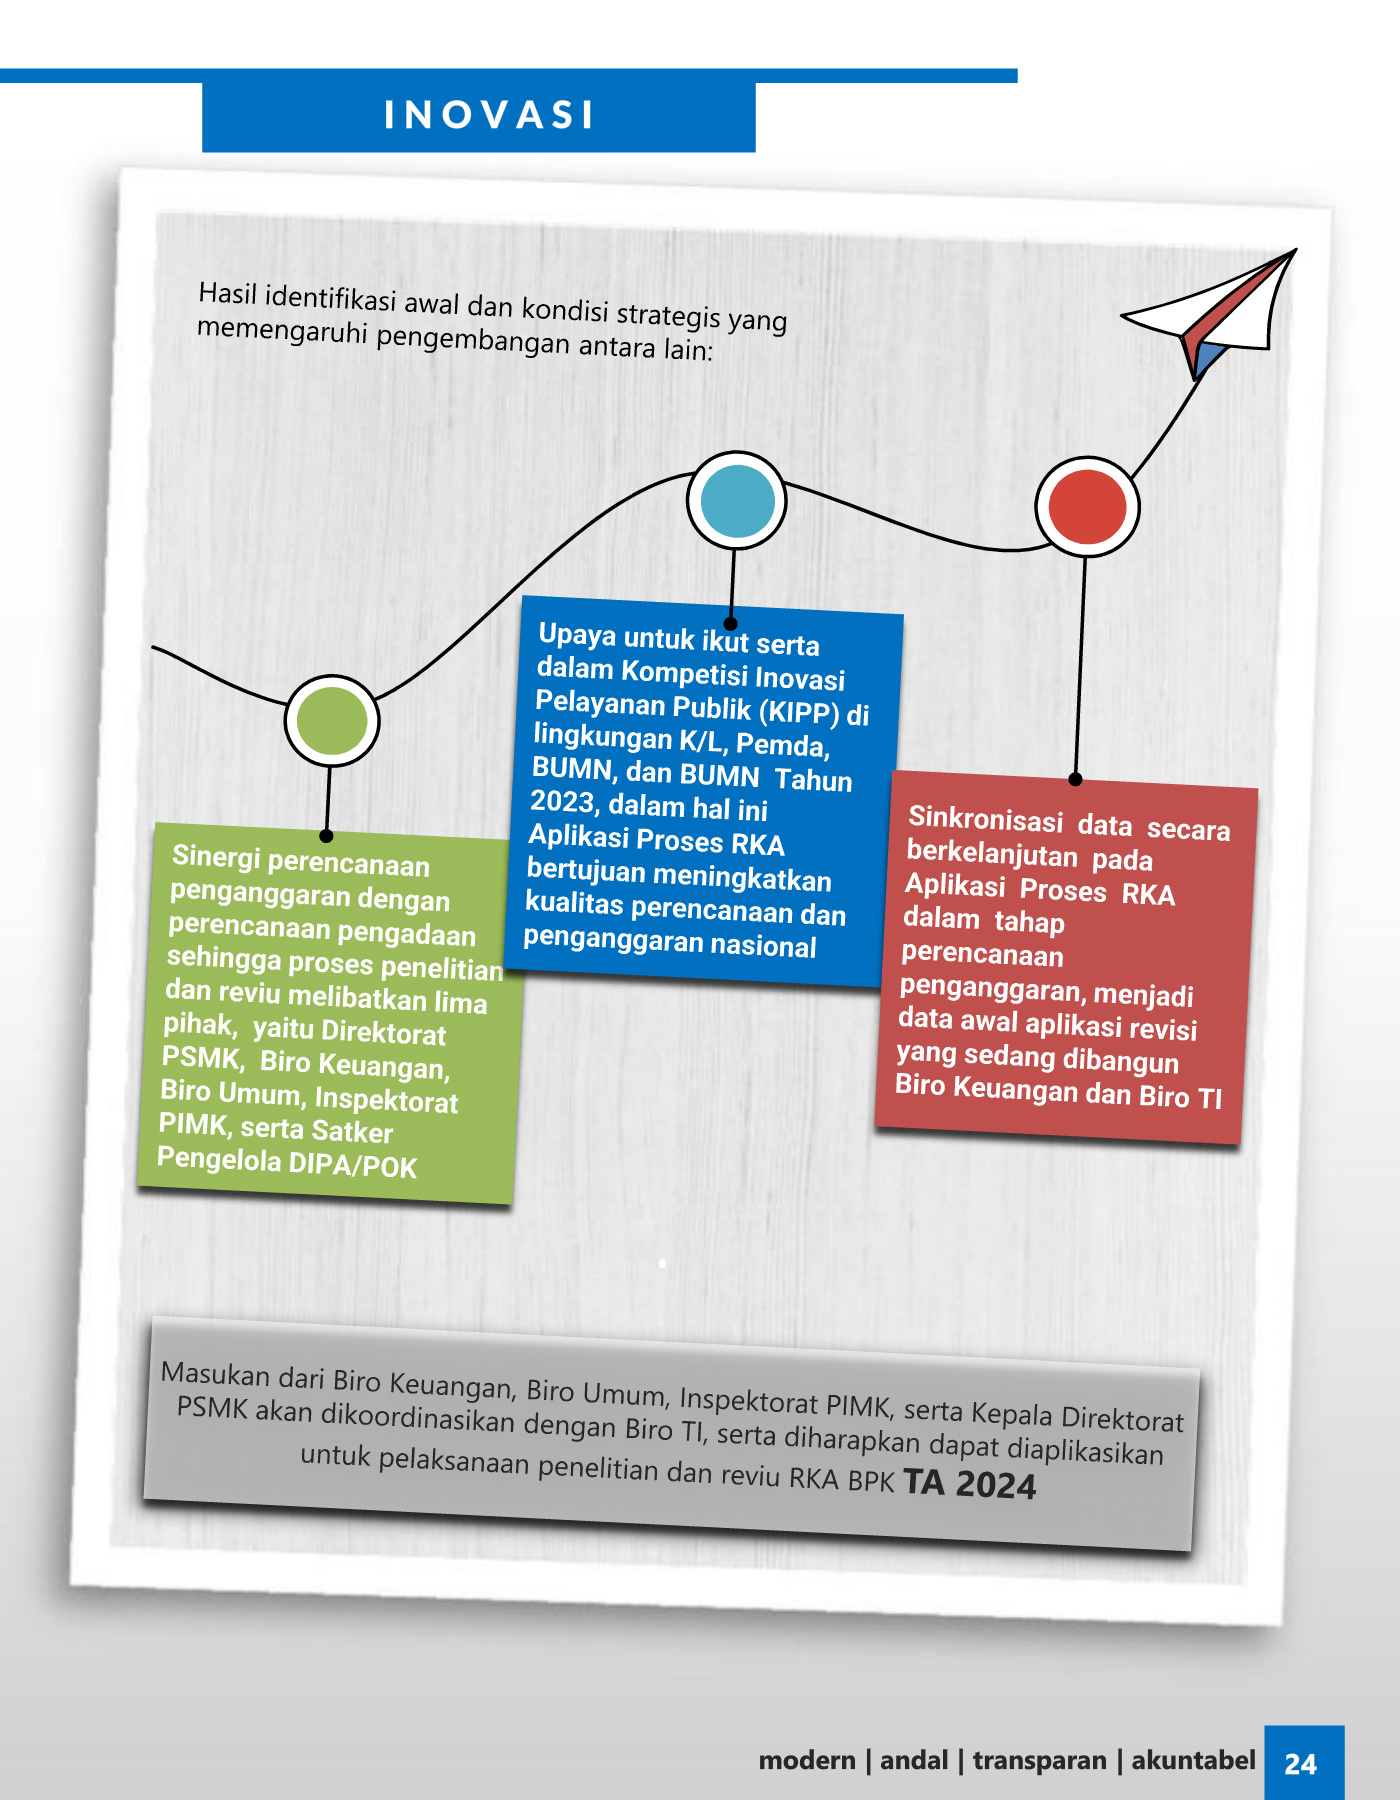 INOVASI
Hasil identifikasi awal dan kondisi strategis yang
memengaruhi pengembangan antara lain:
Sinergi perencanaan
penganggaran dengan
perencanaan pengadaan
sehingga proses penelitian
dan reviu melibatkan lima
pihak, yaitu Direktorat
PSMK, Biro Keuangan,
Biro Umum, Inspektorat
PIMK, serta Satker
Pengelola DIPA/POK
Upaya untuk ikut serta
dalam Kompetisi Inovasi
Pelayanan Publik (KIPP) di
lingkungan K/L, Pemda,
BUMN, dan BUMN Tahun
2023, dalam hal ini
Aplikasi Proses RKA
bertujuan meningkatkan
kualitas perencanaan dan
penganggaran nasional
Sinkronisasi data secara
berkelanjutan pada
Aplikasi Proses RKA
dalam tahap
perencanaan
penganggaran, menjadi
data awal aplikasi revisi
yang sedang dibangun
Biro Keuangan dan Biro TI
Masukan dari Biro Keuangan, Biro Umum, Inspektorat PIMK, serta Kepala Direktorat
PSMK akan dikoordinasikan dengan Biro TI, serta diharapkan dapat diaplikasikan
untuk pelaksanaan penelitian dan reviu RKA BPK TA 2024
modern | andal | transparan | akuntabel 24